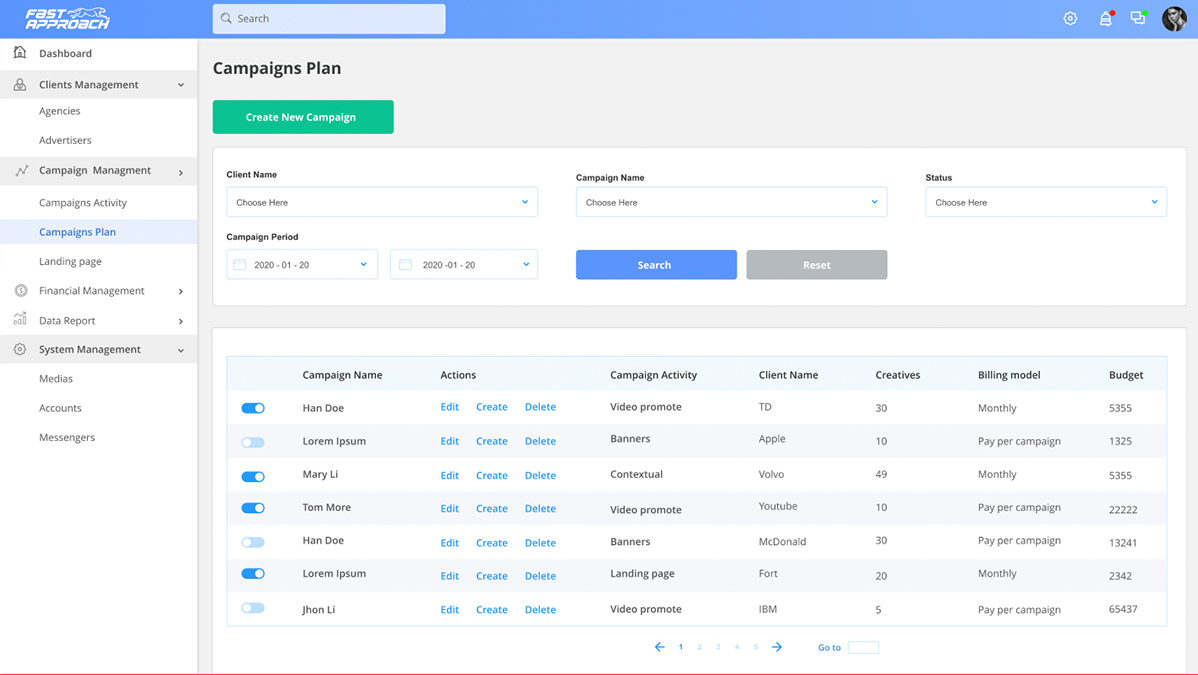 FAST APPROACH
Search
Dashboard
Clients Management
Agencies
Advertisers
Campaign Managment
Campaigns Activity
Campaigns Plan
Landing page
Financial Management
Data Report
System Management
Medias
Accounts
Messengers
Campaigns Plan
Create New Campaign
Client Name Campaign Name Status
Choose Here Choose Here Choose Here
Campaign Period
2020 - 01 - 20 2020 -01 - 20 Search Reset
Campaign Name Actions Campaign Activity Client Name Creatives Billing model Budget
Han Doe Edit Create Delete Video promote TD 30 Monthly 5355
Lorem Ipsum Edit Create Delete Banners Apple 10 Pay per campaign 1325
Mary Li Edit Create Delete Contextual Volvo 49 Monthly 5355
Tom More Edit Create Delete Video promote Youtube 10 Pay per campaign 22222
Han Doe Edit Create Delete Banners McDonald 30 Pay per campaign 13241
Lorem Ipsum Edit Create Delete Landing page Fort 20 Monthly 2342
Jhon Li Edit Create Delete Video promote IBM 5 Pay per campaign 65437
1 2 3 4 5 Go to